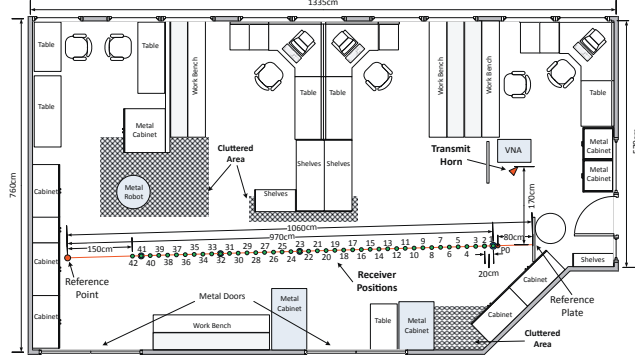 1335cm
Table
Table
Work Bench
Table
Table
Work Bench
Table
Table
Metal
Cabinet
Cluttered
Area
Transmit
Horn
VNA
Metal
Cabinet
Metal
Cabinet
760cm
Shelves
Shelves
Cabinet
Metal
Robot
Shelves
170cm
1060cm
970cm
80cm
150cm
Cabinet
41 39 37 35 33 31 29 27 25 23 21 19 17 15 13 11 9 7 5 3 2 1
P0
42 40 38 36 34 32 30 28 26 24 22 20 18 16 14 12 10 8 6 4
20cm
Receiver
Positions
Reference
Point
Shelves
Cabinet
Cabinet
Cabinet
Reference
Plate
Metal Doors
Metal
Cabinet
Work Bench
Table
Metal
Cabinet
Cluttered
Area